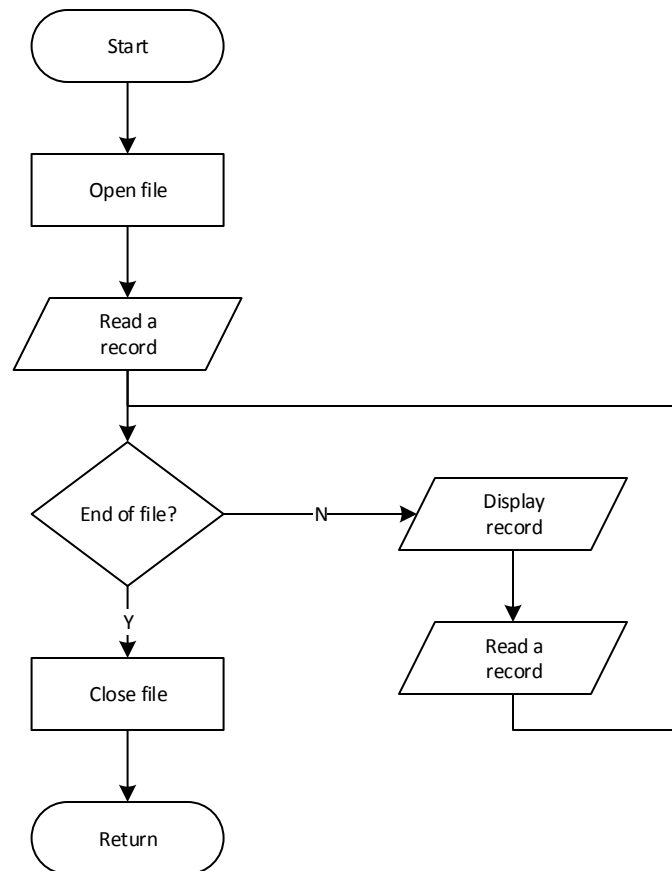 Start
Open file
Read a
record
End of file?
N
Display
record
Read a
record
Y
Close file
Return